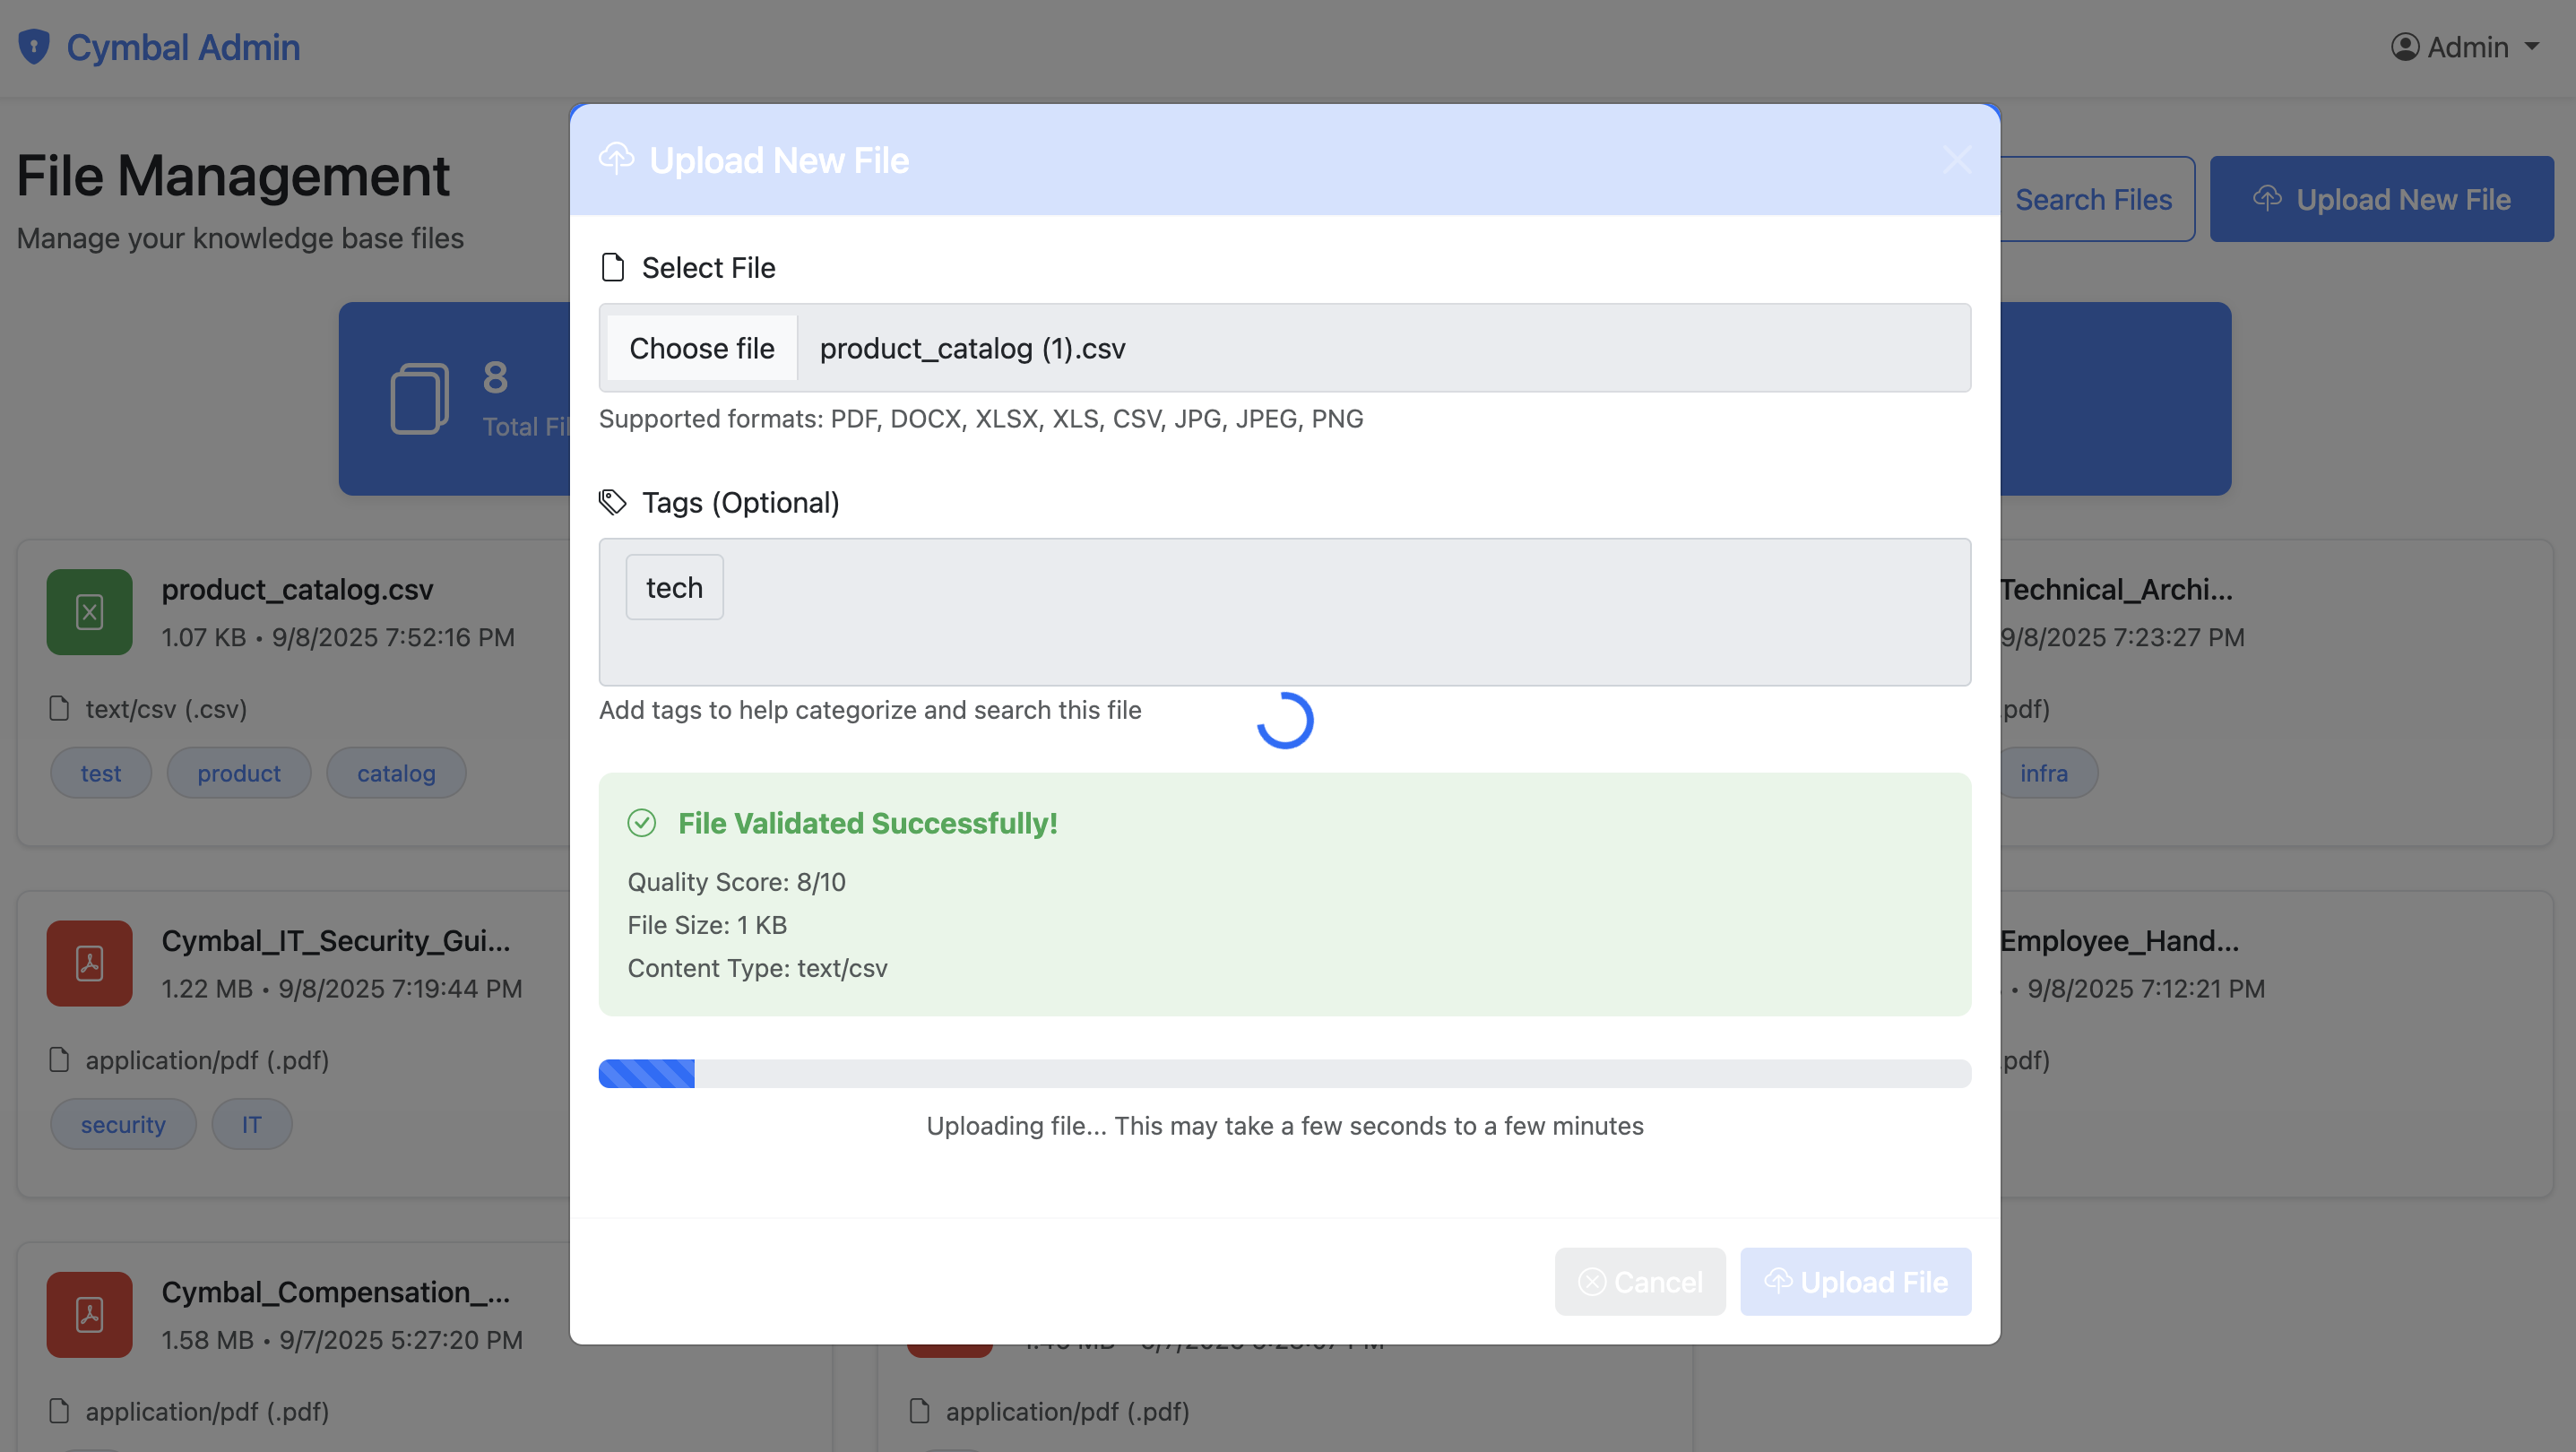 Cymbal Admin
Admin
File Management
Manage your knowledge base files
Search Files
Upload New File
8
Total Fil
product_catalog.csv
1.07 KB • 9/8/2025 7:52:16 PM
text/csv (.csv)
test
product
catalog
Technical_Archi...
9/8/2025 7:23:27 PM
.pdf)
infra
Cymbal_IT_Security_Gui...
1.22 MB • 9/8/2025 7:19:44 PM
application/pdf (.pdf)
security
IT
Employee_Hand...
• 9/8/2025 7:12:21 PM
.pdf)
Cymbal_Compensation_...
1.58 MB • 9/7/2025 5:27:20 PM
application/pdf (.pdf)
application/pdf (.pdf)
Upload New File
Select File
Choose file
product_catalog (1).csv
Supported formats: PDF, DOCX, XLSX, XLS, CSV, JPG, JPEG, PNG
Tags (Optional)
tech
Add tags to help categorize and search this file
File Validated Successfully!
Quality Score: 8/10
File Size: 1 KB
Content Type: text/csv
Uploading file... This may take a few seconds to a few minutes
Cancel
Upload File